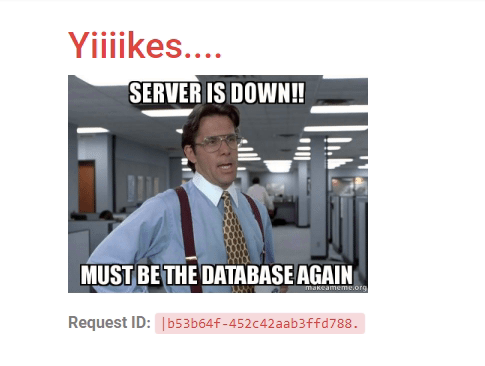 Yiiiikes....
SERVER IS DOWN!!
MUST BE THE DATABASE AGAIN
makeameme.org
Request ID: |b53b64f-452c42aab3ffd788.